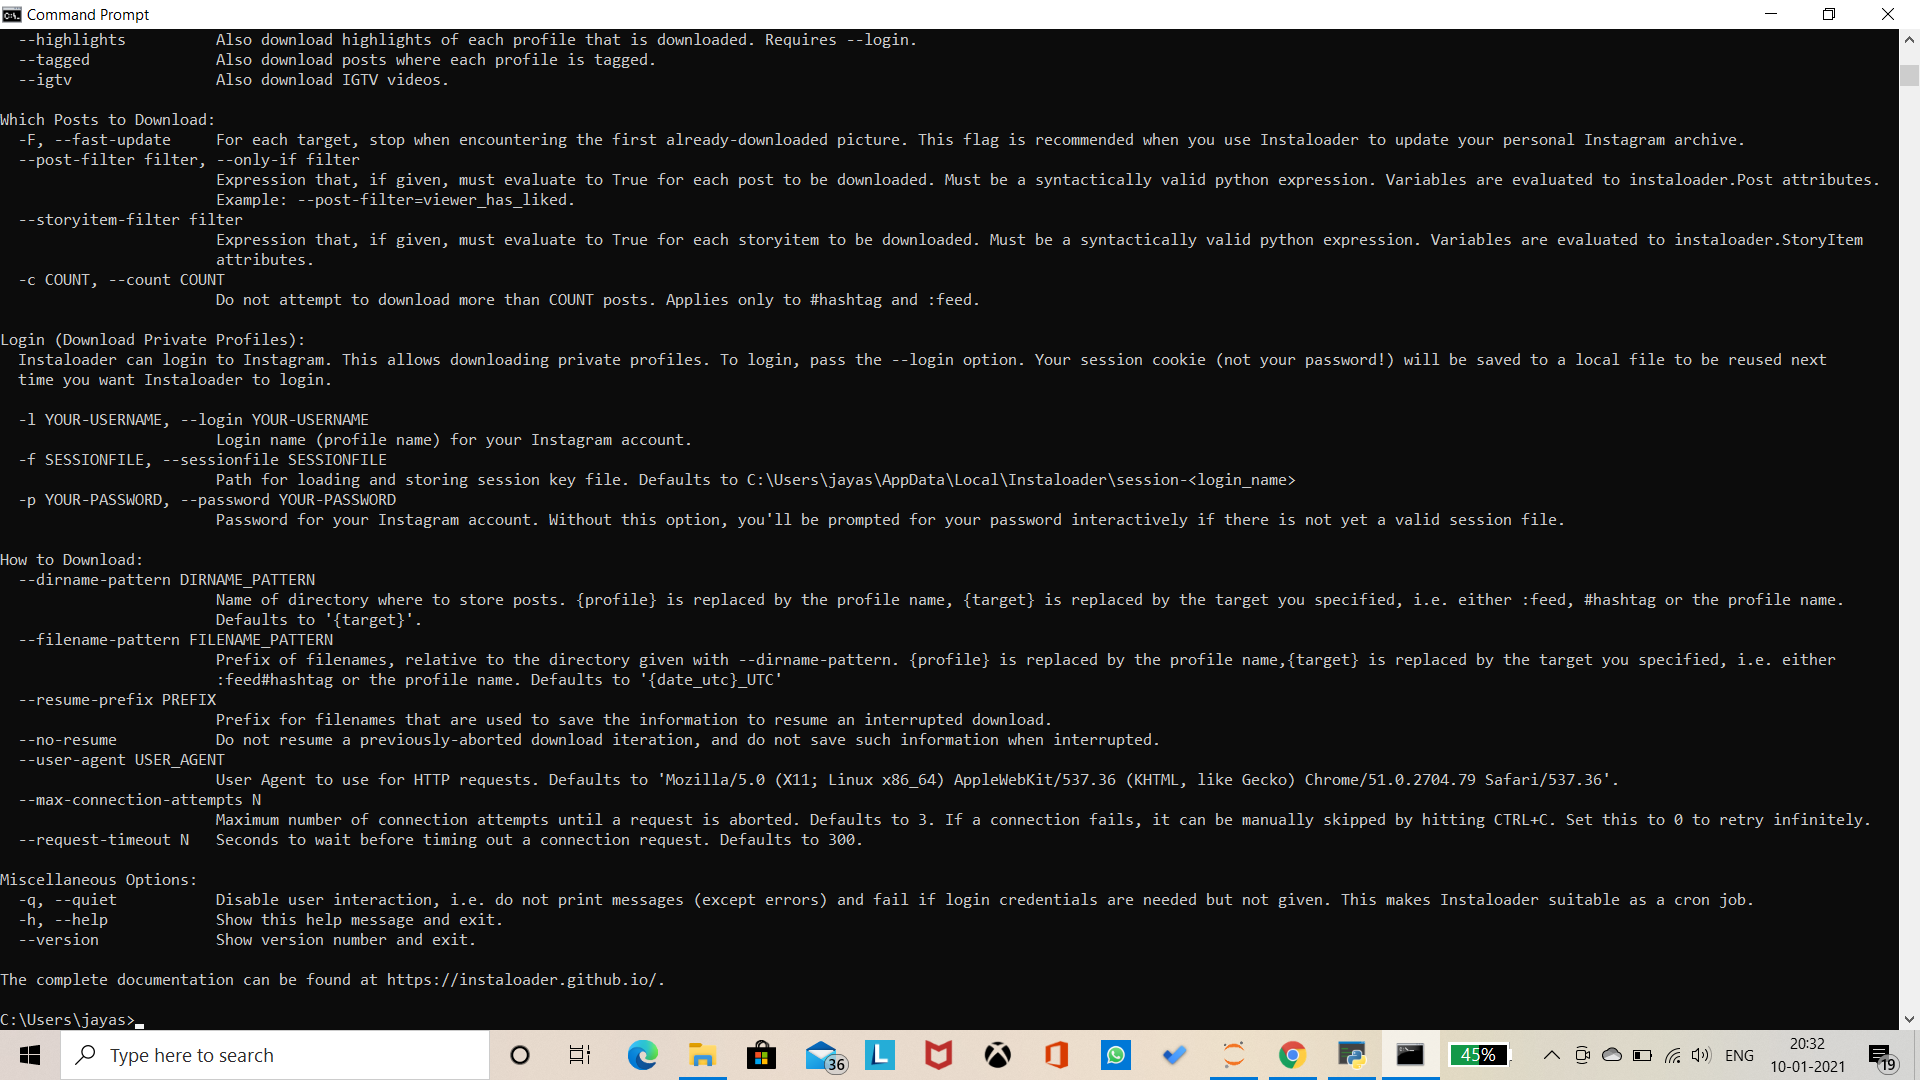 Command Prompt
--highlights Also download highlights of each profile that is downloaded. Requires --login.
--tagged Also download posts where each profile is tagged.
--igtv Also download IGTV videos.
Which Posts to Download:
-F, --fast-update For each target, stop when encountering the first already-downloaded picture. This flag is recommended when you use Instaloader to update your personal Instagram archive.
--post-filter filter, --only-if filter
Expression that, if given, must evaluate to True for each post to be downloaded. Must be a syntactically valid python expression. Variables are evaluated to instaloader.Post attributes.
Example: --post-filter=viewer_has_liked.
--storyitem-filter filter
Expression that, if given, must evaluate to True for each storyitem to be downloaded. Must be a syntactically valid python expression. Variables are evaluated to instaloader.StoryItem
attributes.
-c COUNT, --count COUNT
Do not attempt to download more than COUNT posts. Applies only to #hashtag and :feed.
Login (Download Private Profiles):
Instaloader can login to Instagram. This allows downloading private profiles. To login, pass the --login option. Your session cookie (not your password!) will be saved to a local file to be reused next
time you want Instaloader to login.
-l YOUR-USERNAME, --login YOUR-USERNAME
Login name (profile name) for your Instagram account.
-f SESSIONFILE, --sessionfile SESSIONFILE
Path for loading and storing session key file. Defaults to C:\Users\jayas\AppData\Local\Instaloader\session-<login_name>
-p YOUR-PASSWORD, --password YOUR-PASSWORD
Password for your Instagram account. Without this option, you'll be prompted for your password interactively if there is not yet a valid session file.
How to Download:
--dirname-pattern DIRNAME_PATTERN
Name of directory where to store posts. {profile} is replaced by the profile name, {target} is replaced by the target you specified, i.e. either :feed, #hashtag or the profile name.
Defaults to '{target}'.
--filename-pattern FILENAME_PATTERN
Prefix of filenames, relative to the directory given with --dirname-pattern. {profile} is replaced by the profile name,{target} is replaced by the target you specified, i.e. either
:feed#hashtag or the profile name. Defaults to '{date_utc}_UTC'
--resume-prefix PREFIX
Prefix for filenames that are used to save the information to resume an interrupted download.
--no-resume Do not resume a previously-aborted download iteration, and do not save such information when interrupted.
--user-agent USER_AGENT
User Agent to use for HTTP requests. Defaults to 'Mozilla/5.0 (X11; Linux x86_64) AppleWebKit/537.36 (KHTML, like Gecko) Chrome/51.0.2704.79 Safari/537.36'.
--max-connection-attempts N
Maximum number of connection attempts until a request is aborted. Defaults to 3. If a connection fails, it can be manually skipped by hitting CTRL+C. Set this to 0 to retry infinitely.
--request-timeout N Seconds to wait before timing out a connection request. Defaults to 300.
Miscellaneous Options:
-q, --quiet Disable user interaction, i.e. do not print messages (except errors) and fail if login credentials are needed but not given. This makes Instaloader suitable as a cron job.
-h, --help Show this help message and exit.
--version Show version number and exit.
The complete documentation can be found at https://instaloader.github.io/.
C:\Users\jayas>
Type here to search
36
L
45%
ENG
20:32
10-01-2021
19